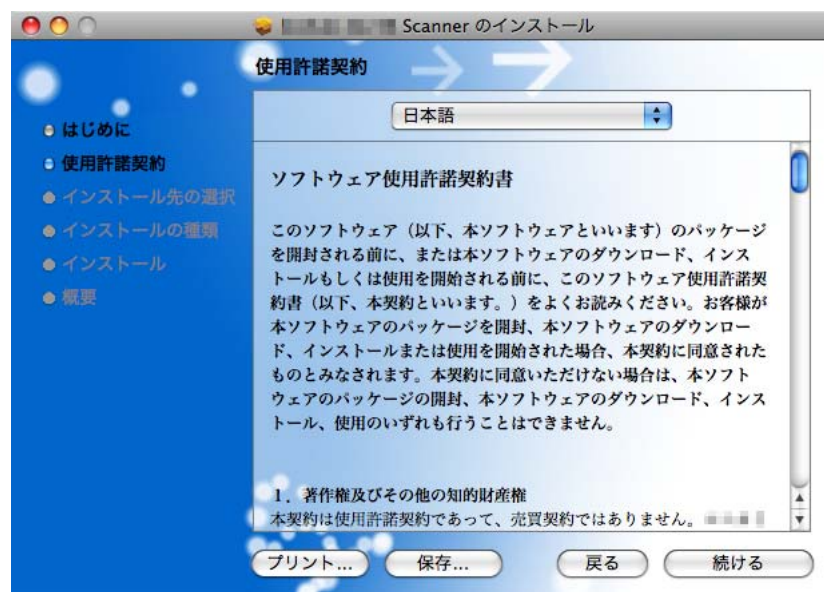 Scanner のインストール
使用許諾契約
日本語
はじめに
使用許諾契約
インストール先の選択
インストールの種類
インストール
概要
ソフトウェア使用許諾契約書
このソフトウェア（以下、本ソフトウェアといいます）のパッケージ
を開封される前に、または本ソフトウェアのダウンロード、インス
トールもしくは使用を開始される前に、このソフトウェア使用許諾契
約書（以下、本契約といいます。）をよくお読みください。お客様が
本ソフトウェアのパッケージを開封、本ソフトウェアのダウンロー
ド、インストールまたは使用を開始された場合、本契約に同意された
ものとみなされます。本契約に同意いただけない場合は、本ソフト
ウェアのパッケージの開封、本ソフトウェアのダウンロード、インス
トール、使用のいずれも行うことはできません。
１．著作権及びその他の知的財産権
本契約は使用許諾契約であって、売買契約ではありません。
プリント...
保存...
戻る
続ける